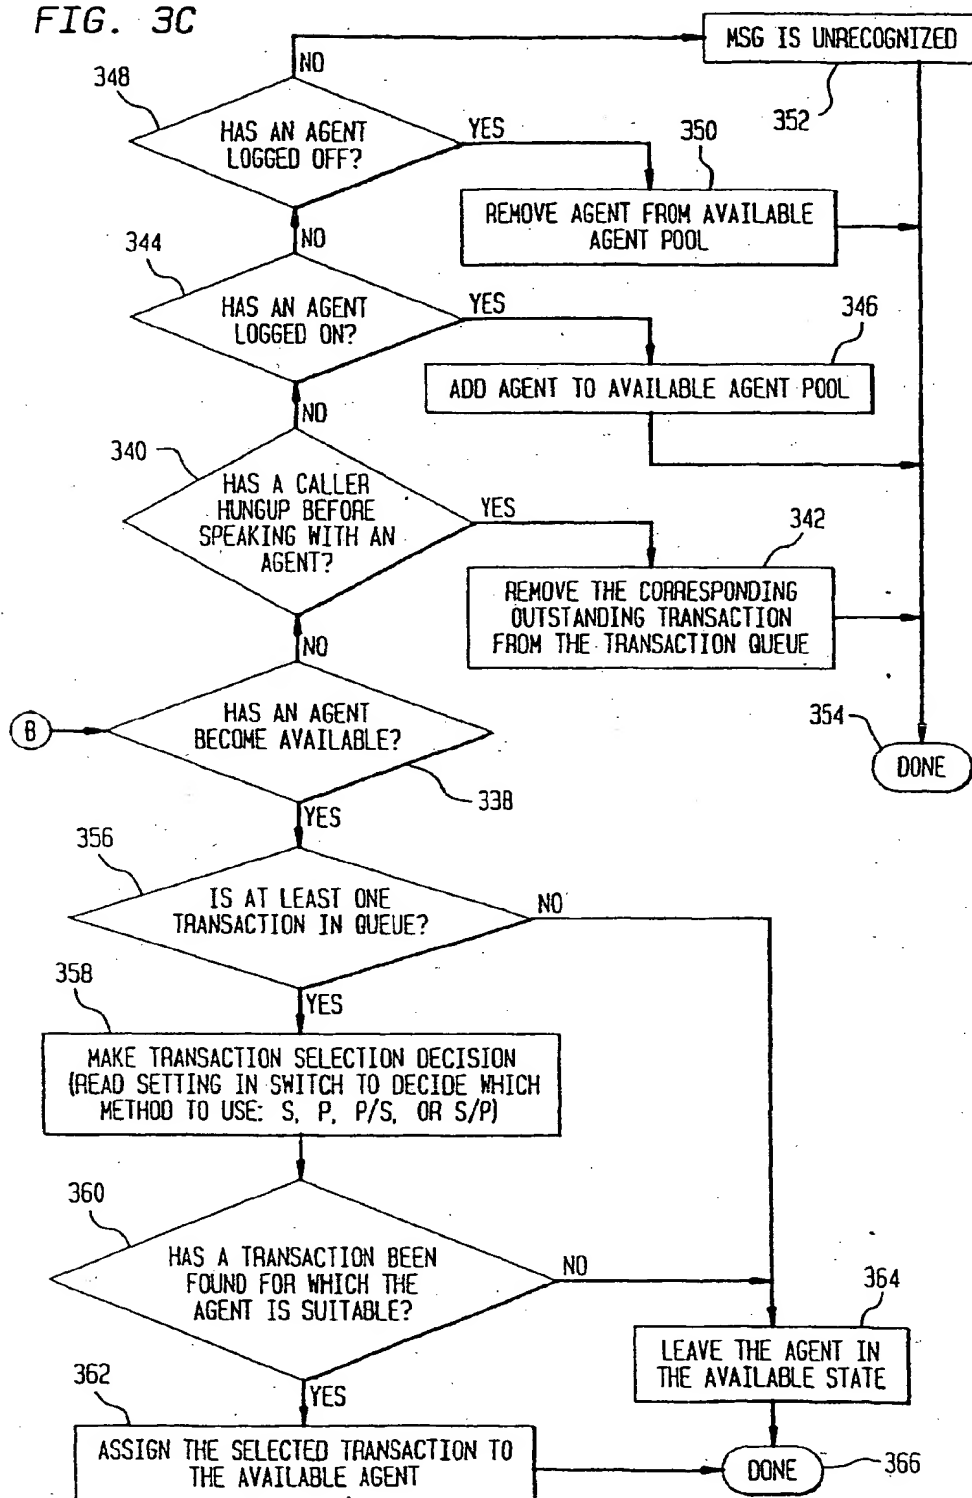 FIG. 3C
MSG IS UNRECOGNIZED
352
NO
348
HAS AN AGENT
LOGGED OFF?
YES
350
REMOVE AGENT FROM AVAILABLE
AGENT POOL
NO
344
HAS AN AGENT
LOGGED ON?
YES
346
ADD AGENT TO AVAILABLE AGENT POOL
NO
340
HAS A CALLER
HUNGUP BEFORE
SPEAKING WITH AN
AGENT?
YES
342
REMOVE THE CORRESPONDING
OUTSTANDING TRANSACTION
FROM THE TRANSACTION QUEUE
NO
B
HAS AN AGENT
BECOME AVAILABLE?
338
354
DONE
YES
356
IS AT LEAST ONE
TRANSACTION IN QUEUE?
NO
YES
358
MAKE TRANSACTION SELECTION DECISION
(READ SETTING IN SWITCH TO DECIDE WHICH
METHOD TO USE: S, P, P/S, OR S/P)
360
HAS A TRANSACTION BEEN
FOUND FOR WHICH THE
AGENT IS SUITABLE?
NO
364
LEAVE THE AGENT IN
THE AVAILABLE STATE
YES
362
ASSIGN THE SELECTED TRANSACTION TO
THE AVAILABLE AGENT
DONE
366